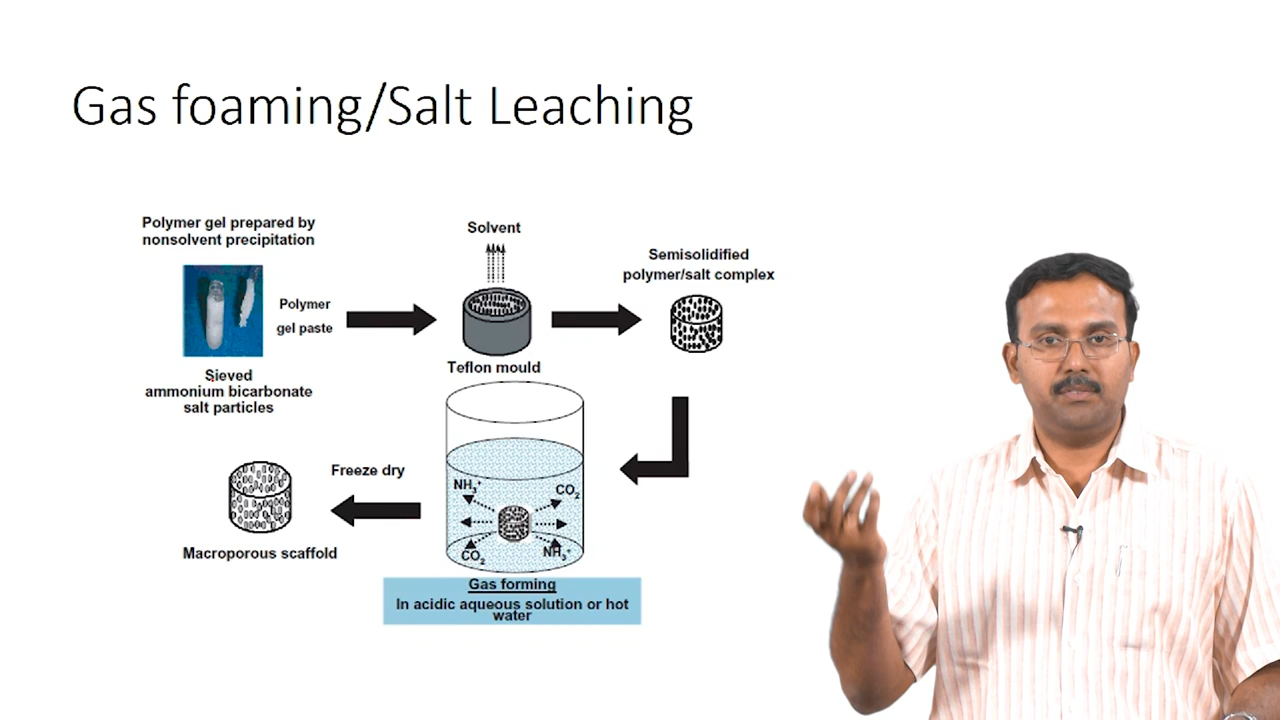 Gas foaming/Salt Leaching
Polymer gel prepared by
nonsolvent precipitation
Polymer
gel paste
Sieved
ammonium bicarbonate
salt particles
Solvent
Teflon mould
Semisolidified
polymer/salt complex
NH₃⁺
CO₂
CO₂
NH₃⁺
Gas forming
In acidic aqueous solution or hot
water
Freeze dry
Macroporous scaffold